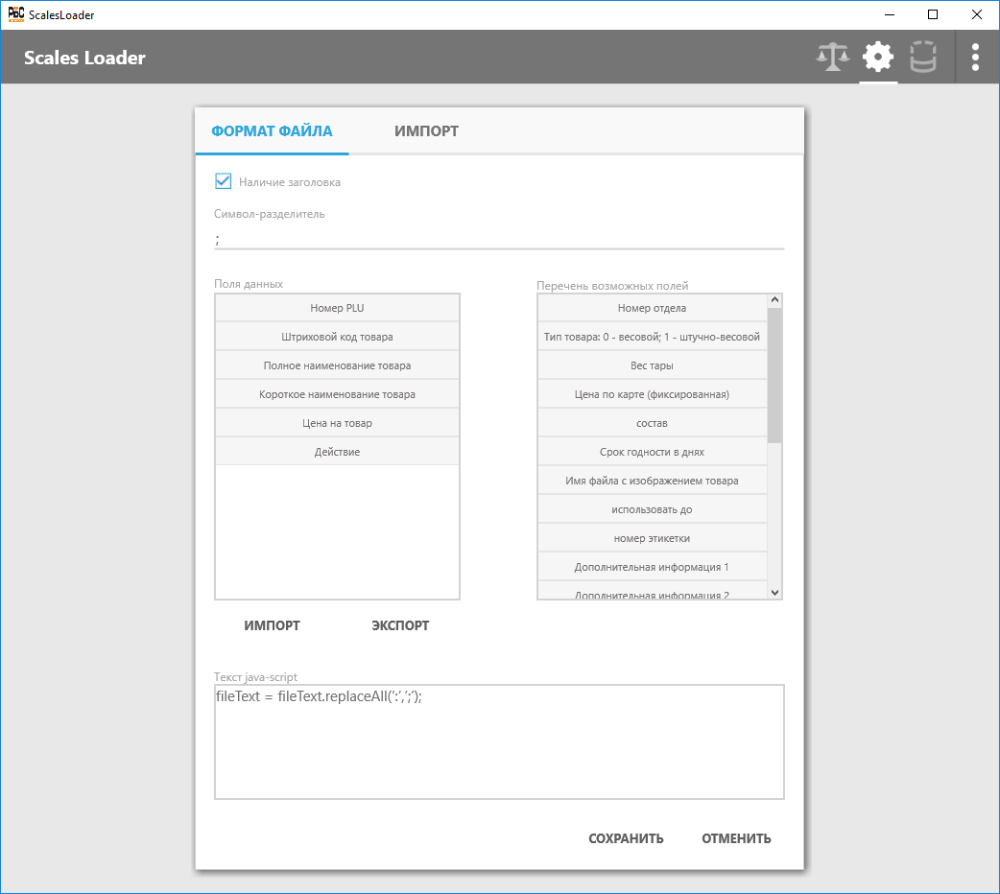 РВС
ScalesLoader
Scales Loader
ФОРМАТ ФАЙЛА
ИМПОРТ
Наличие заголовка
Символ-разделитель
;
Поля данных
Номер PLU
Штриховой код товара
Полное наименование товара
Короткое наименование товара
Цена на товар
Действие
Перечень возможных полей
Номер отдела
Тип товара: 0 - весовой; 1 - штучно-весовой
Вес тары
Цена по карте (фиксированная)
состав
Срок годности в днях
Имя файла с изображением товара
использовать до
номер этикетки
Дополнительная информация 1
Дополнительная информация 2
ИМПОРТ
ЭКСПОРТ
Текст java-script
fileText = fileText.replaceAll(':',';');
СОХРАНИТЬ
ОТМЕНИТЬ